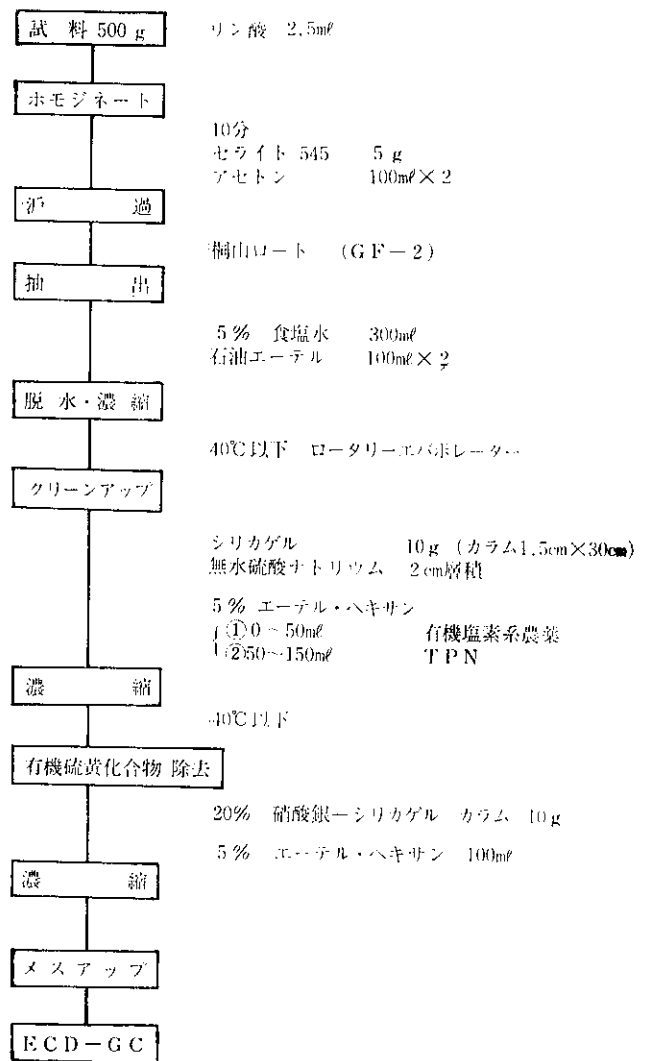 試 料 500 g
リン酸 2.5ml
ホモジネート
10分
セライト 545 5 g
アセトン 100ml×2
沪 過
桐山ロート (GF-2)
抽 出
5% 食塩水 300ml
石油エーテル 100ml×2
脱 水・濃 縮
40℃以下 ロータリーエバポレーター
クリーンアップ
シリカゲル 10g (カラム1.5cm×30cm)
無水硫酸ナトリウム 2cm層積
5% エーテル・ヘキサン
①0~50ml 有機塩素系農薬
②50~150ml TPN
濃 縮
40℃以下
有機硫黄化合物 除去
20% 硝酸銀-シリカゲル カラム 10g
5% エーテル・ヘキサン 100ml
濃 縮
メスアップ
ECD-GC